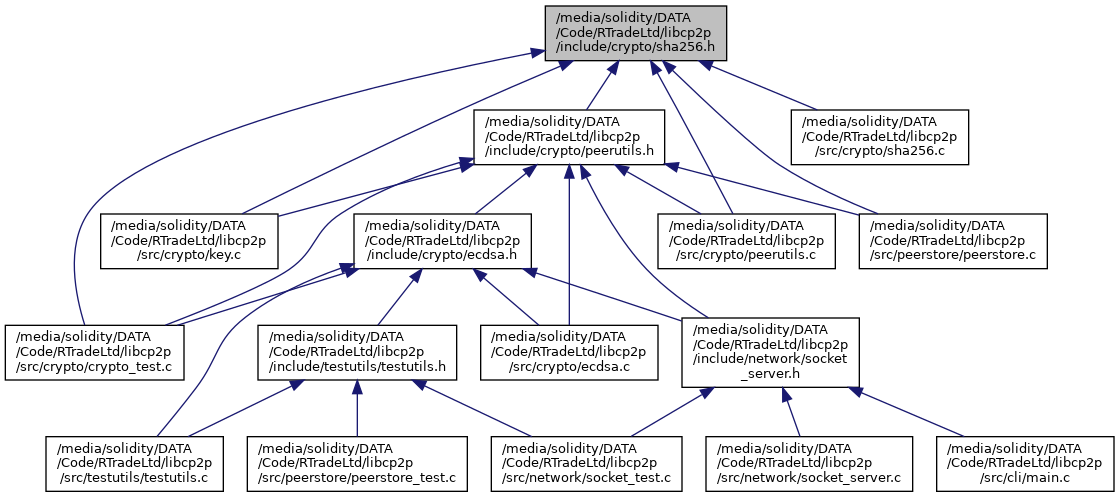 /media/solidity/DATA
/Code/RTradeLtd/libcp2p
/include/crypto/sha256.h
/media/solidity/DATA
/Code/RTradeLtd/libcp2p
/include/crypto/peerutils.h
/media/solidity/DATA
/Code/RTradeLtd/libcp2p
/src/crypto/sha256.c
/media/solidity/DATA
/Code/RTradeLtd/libcp2p
/src/crypto/key.c
/media/solidity/DATA
/Code/RTradeLtd/libcp2p
/include/crypto/ecdsa.h
/media/solidity/DATA
/Code/RTradeLtd/libcp2p
/src/crypto/peerutils.c
/media/solidity/DATA
/Code/RTradeLtd/libcp2p
/src/peerstore/peerstore.c
/media/solidity/DATA
/Code/RTradeLtd/libcp2p
/src/crypto/crypto_test.c
/media/solidity/DATA
/Code/RTradeLtd/libcp2p
/include/testutils/testutils.h
/media/solidity/DATA
/Code/RTradeLtd/libcp2p
/src/crypto/ecdsa.c
/media/solidity/DATA
/Code/RTradeLtd/libcp2p
/include/network/socket
_server.h
/media/solidity/DATA
/Code/RTradeLtd/libcp2p
/src/testutils/testutils.c
/media/solidity/DATA
/Code/RTradeLtd/libcp2p
/src/peerstore/peerstore_test.c
/media/solidity/DATA
/Code/RTradeLtd/libcp2p
/src/network/socket_test.c
/media/solidity/DATA
/Code/RTradeLtd/libcp2p
/src/network/socket_server.c
/media/solidity/DATA
/Code/RTradeLtd/libcp2p
/src/cli/main.c